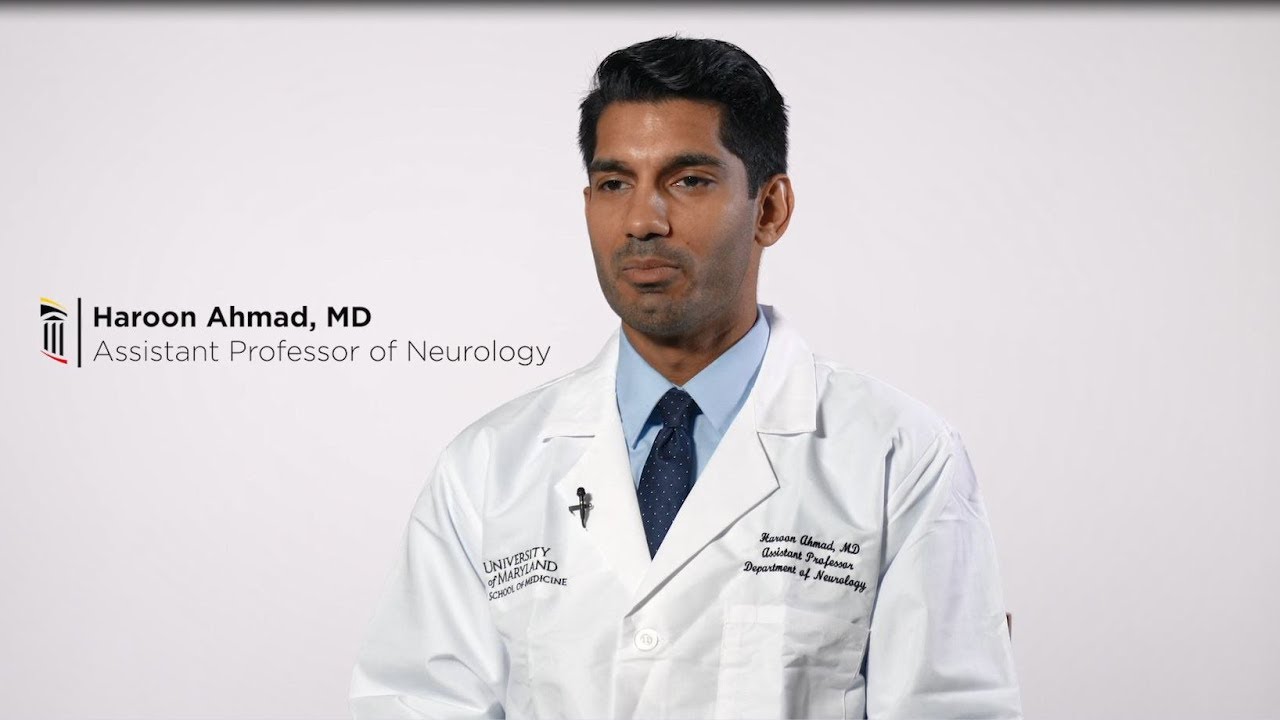 Haroon Ahmad, MD
Assistant Professor of Neurology
UNIVERSITY
of MARYLAND
SCHOOL OF MEDICINE
Haroon Ahmad, MD
Assistant Professor
Department of Neurology